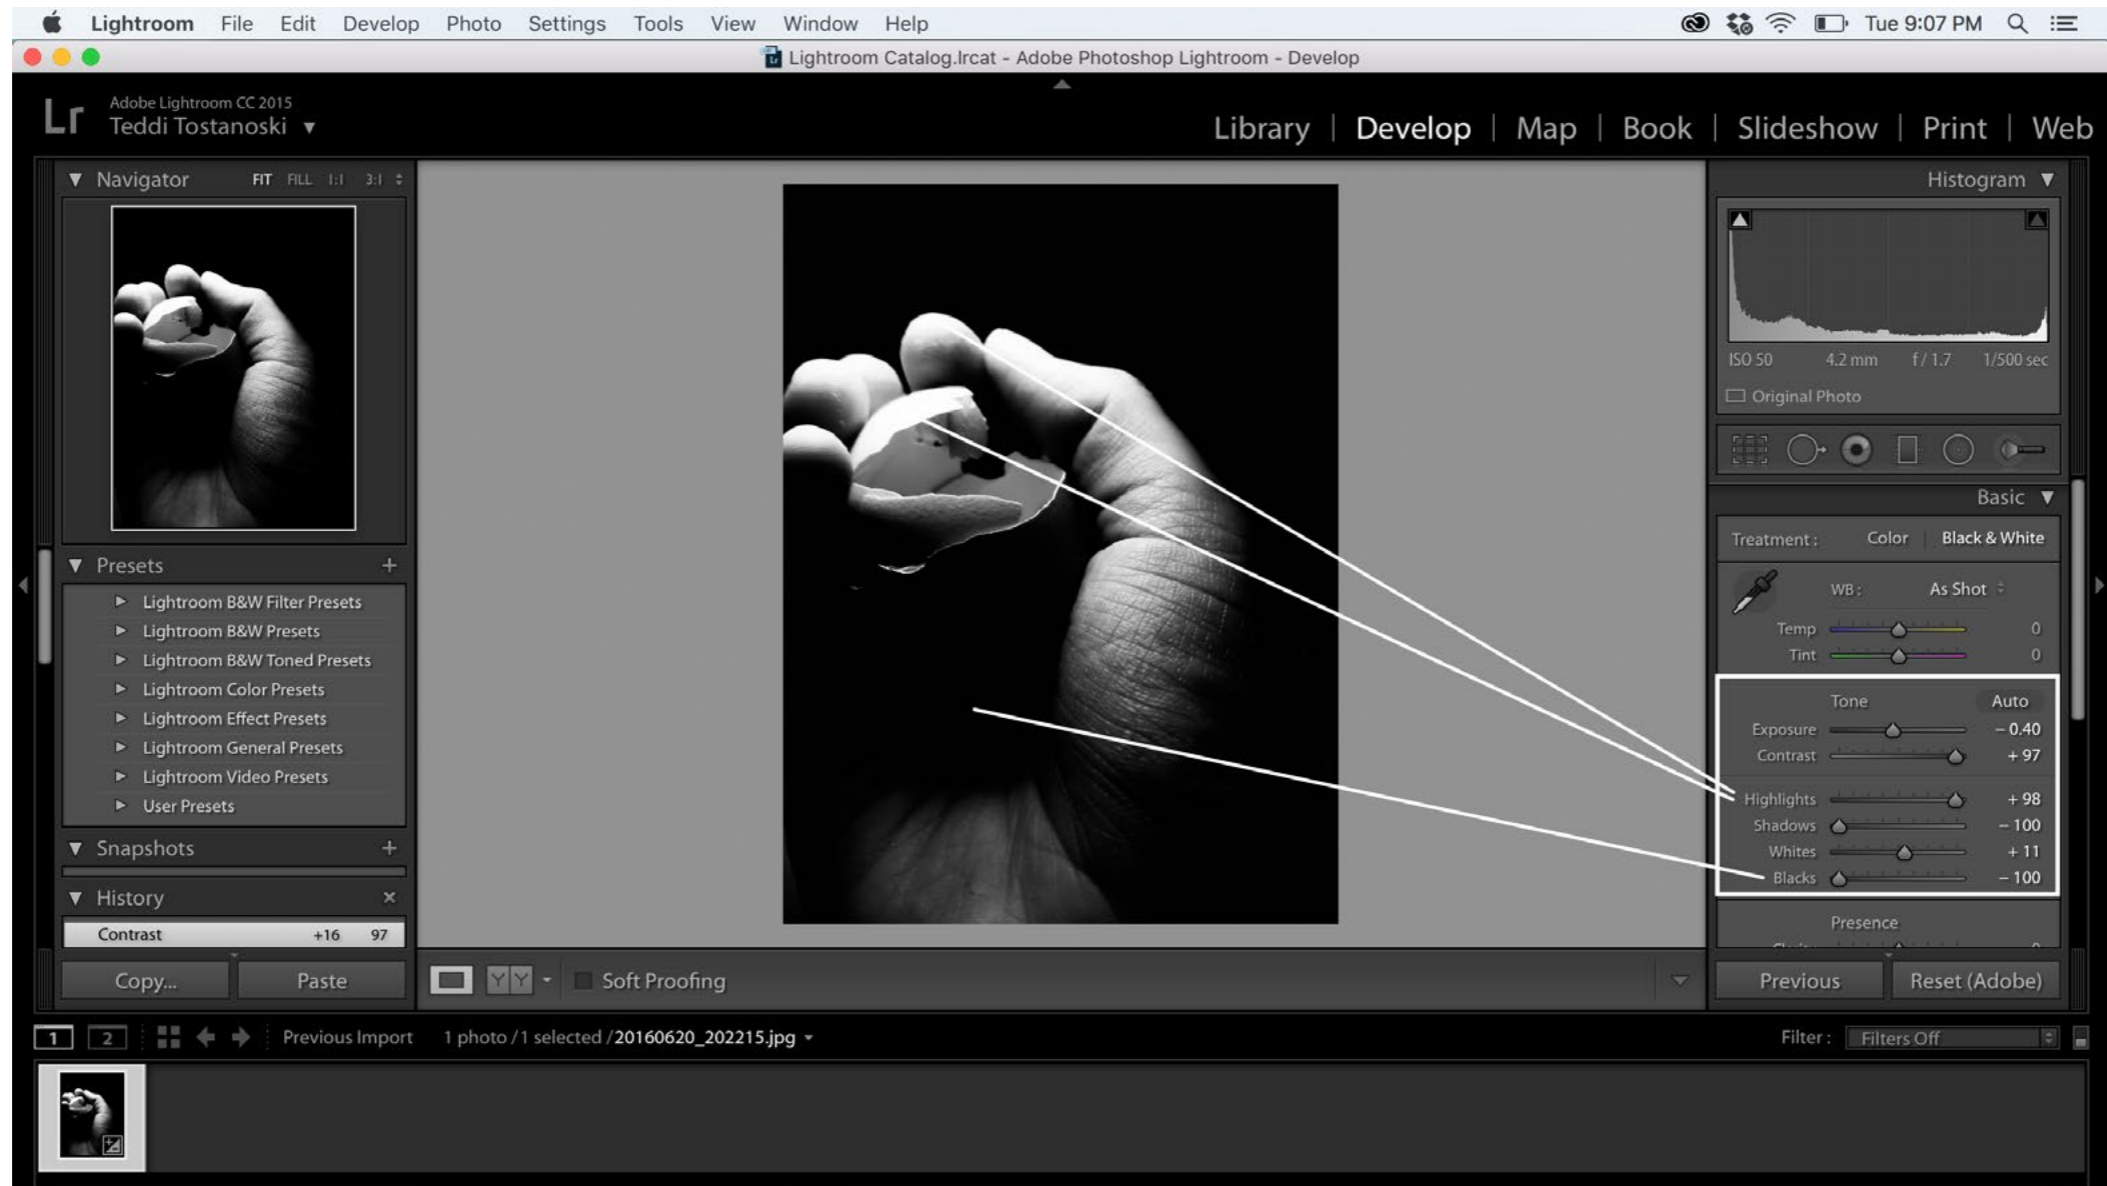 Lightroom File Edit Develop Photo Settings Tools View Window Help Tue 9:07 PM
Lightroom Catalog.lrcat - Adobe Photoshop Lightroom - Develop
Lr
Adobe Lightroom CC 2015
Teddi Tostanoski
Library | Develop | Map | Book | Slideshow | Print | Web
Navigator FIT FILL 1:1 3:1
Presets +
Lightroom B&W Filter Presets
Lightroom B&W Presets
Lightroom B&W Toned Presets
Lightroom Color Presets
Lightroom Effect Presets
Lightroom General Presets
Lightroom Video Presets
User Presets
Snapshots +
History ×
Contrast +16 97
Copy... Paste
Y Y Soft Proofing
Histogram
ISO 50 4.2 mm f / 1.7 1/500 sec
Original Photo
Basic
Treatment : Color Black & White
WB : As Shot
Temp 0
Tint 0
Tone Auto
Exposure – 0.40
Contrast + 97
Highlights + 98
Shadows – 100
Whites + 11
Blacks – 100
Presence
Clarity 0
Previous Reset (Adobe)
1 2 Previous Import 1 photo / 1 selected / 20160620_202215.jpg Filter : Filters Off